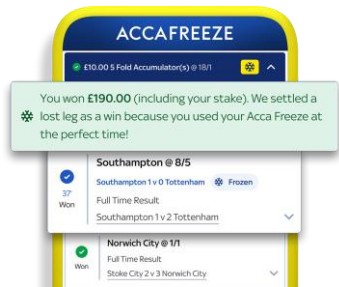 ACCAFREEZE
£10.00 5 Fold Accumulator(s) @ 18/1
You won £190.00 (including your stake). We settled a
lost leg as a win because you used your Acca Freeze at
the perfect time!
Southampton @ 8/5
Southampton 1 v 0 Tottenham Frozen
37'
Won
Full Time Result
Southampton 1 v 2 Tottenham
Norwich City @ 1/1
Won
Full Time Result
Stoke City 2 v 3 Norwich City